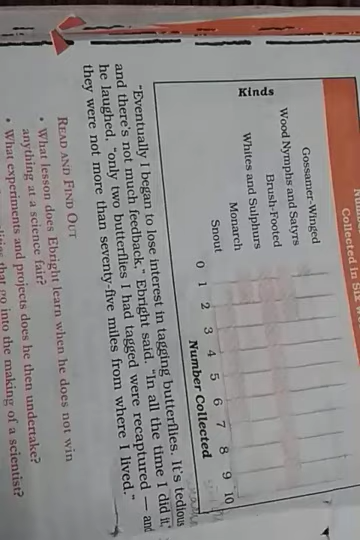 Collected in Six W
Kinds
Gossamer-Winged
Wood Nymphs and Satyrs
Brush-Footed
Whites and Sulphurs
Monarch
Snout
0 1 2 3 4 5 6 7 8 9 10
Number Collected
"Eventually I began to lose interest in tagging butterflies. It's tedious
and there's not much feedback," Ebright said. "In all the time I did it,"
he laughed, "only two butterflies I had tagged were recaptured — and
they were not more than seventy-five miles from where I lived."
READ AND FIND OUT
• What lesson does Ebright learn when he does not win
anything at a science fair?
• What experiments and projects does he then undertake?
that go into the making of a scientist?